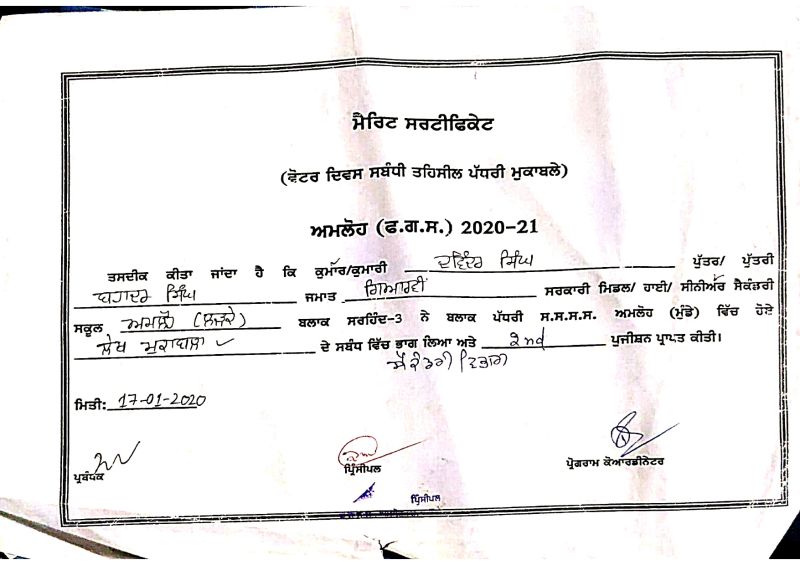 ਮੈਰਿਟ ਸਰਟੀਫਿਕੇਟ
(ਵੋਟਰ ਦਿਵਸ ਸਬੰਧੀ ਤਹਿਸੀਲ ਪੱਧਰੀ ਮੁਕਾਬਲੇ)
ਅਮਲੋਹ (ਫ.ਗ.ਸ.) 2020-21
ਤਸਦੀਕ ਕੀਤਾ ਜਾਂਦਾ ਹੈ ਕਿ ਕੁਮਾਰ/ਕੁਮਾਰੀ ਦਵਿੰਦਰ ਸਿੰਘ ਪੁੱਤਰ/ ਪੁੱਤਰੀ
ਬਹਾਦਰ ਸਿੰਘ ਜਮਾਤ ਗਿਆਰਵੀਂ ਸਰਕਾਰੀ ਮਿਡਲ/ ਹਾਈ/ ਸੀਨੀਅਰ ਸੈਕੰਡਰੀ
ਸਕੂਲ ਅਮਲੋਹ (ਲੜਕੇ) ਬਲਾਕ ਸਰਹਿੰਦ-3 ਨੇ ਬਲਾਕ ਪੱਧਰੀ ਸ.ਸ.ਸ.ਸ. ਅਮਲੋਹ (ਮੁੰਡੇ) ਵਿੱਚ ਹੋਏ
ਲੇਖ ਮੁਕਾਬਲਾ ਦੇ ਸਬੰਧ ਵਿੱਚ ਭਾਗ ਲਿਆ ਅਤੇ 2nd ਪੁਜੀਸ਼ਨ ਪ੍ਰਾਪਤ ਕੀਤੀ।
ਸੈਕੰਡਰੀ ਵਿਭਾਗ
ਮਿਤੀ: 17-01-2020
ਪ੍ਰਬੰਧਕ ਪ੍ਰਿੰਸੀਪਲ ਪ੍ਰੋਗਰਾਮ ਕੋਆਰਡੀਨੇਟਰ
ਪ੍ਰਿੰਸੀਪਲ